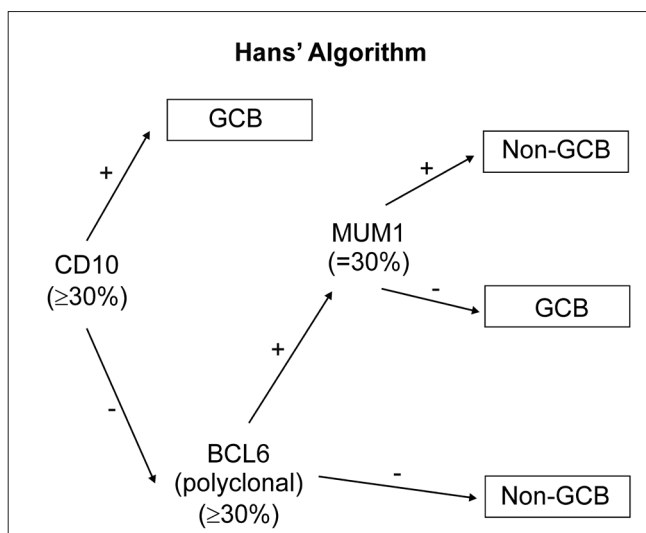 Hans’ Algorithm
GCB
+
CD10
(≥30%)
-
BCL6
(polyclonal)
(≥30%)
+
MUM1
(=30%)
+
Non-GCB
-
GCB
-
Non-GCB